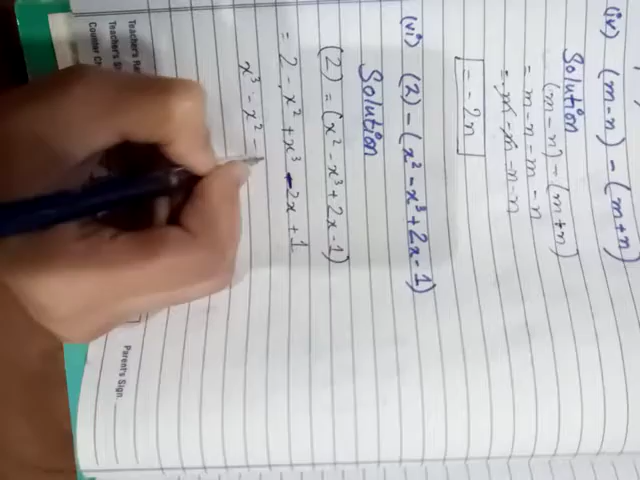 (iv) (m-n) - (m+n)
Solution
(m-n) - (m+n)
= m-n-m-n
= m-m-n-n
= -2n
(vi) (2) - (x²-x³+2x-1)
Solution
(2) = (x²-x³+2x-1)
= 2-x²+x³-2x+1
x³-x²-
Teacher's
Counter
Parent's Sign.